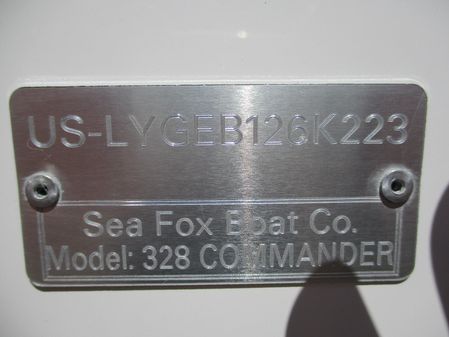 US-LYGEB126K223
Sea Fox Boat Co.
Model: 328 COMMANDER